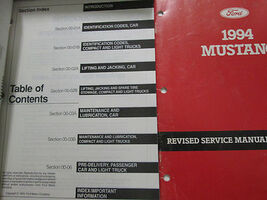 Section Index
INTRODUCTION
Section 00-01A
IDENTIFICATION CODES, CAR
Section 00-01B
IDENTIFICATION CODES,
COMPACT AND LIGHT TRUCKS
Section 00-02A
LIFTING AND JACKING, CAR
Table of
Contents
Section 00-02B
LIFTING, JACKING AND SPARE TIRE
STORAGE, COMPACT AND LIGHT TRUCKS
Section 00-03A
MAINTENANCE AND
LUBRICATION, CAR
Section 00-03B
MAINTENANCE AND LUBRICATION,
COMPACT AND LIGHT TRUCKS
Section 00-04
PRE-DELIVERY, PASSENGER
CAR AND LIGHT TRUCK
INDEX/IMPORTANT
INFORMATION
Ford
1994
MUSTANG
REVISED SERVICE MANUAL